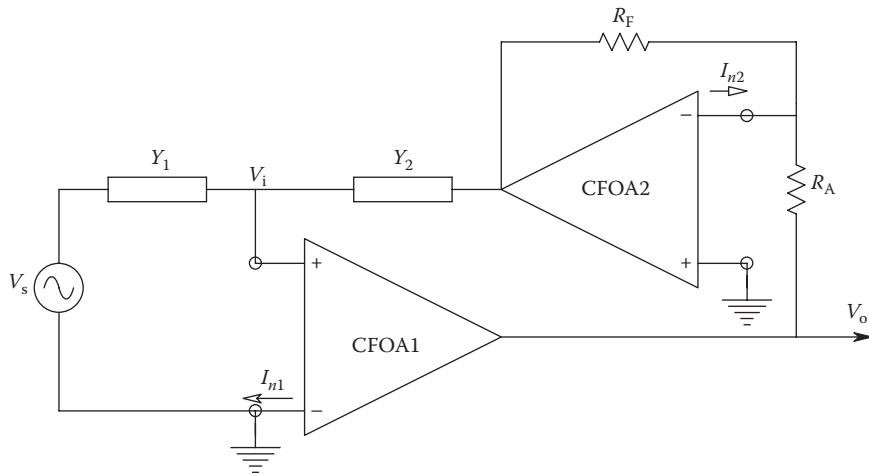 R_F
I_n2
−
Y_1
V_i
Y_2
CFOA2
R_A
+
+
V_s
V_o
CFOA1
I_n1
−